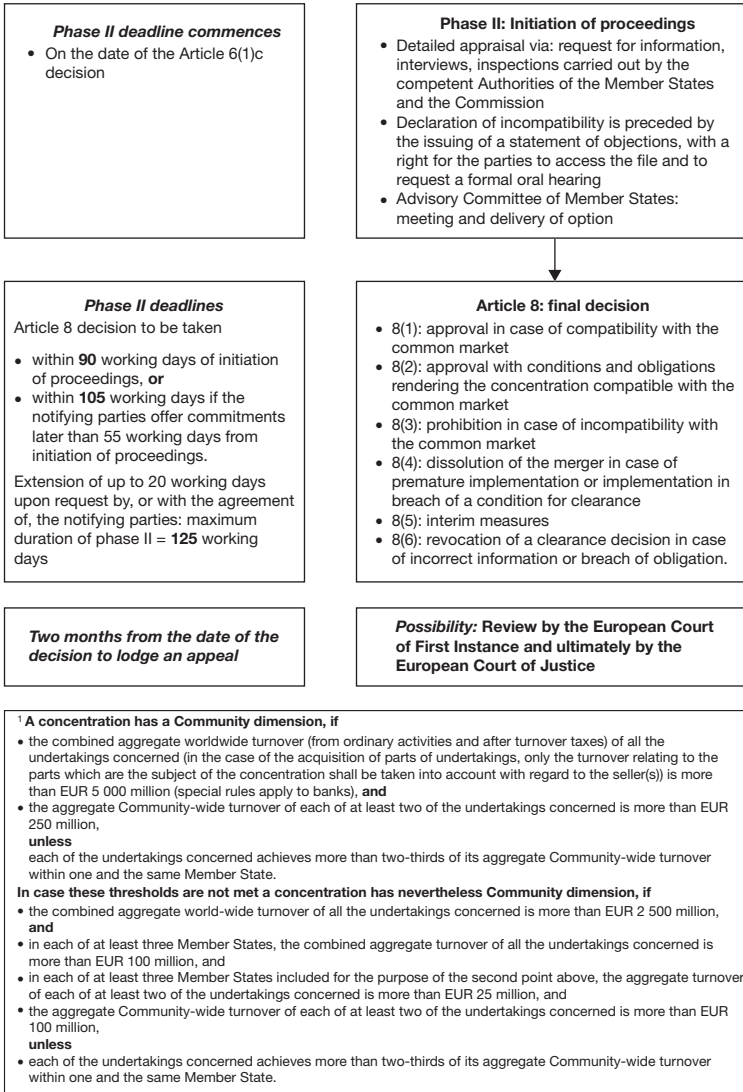 Phase II deadline commences
• On the date of the Article 6(1)c
decision
Phase II: Initiation of proceedings
• Detailed appraisal via: request for information,
interviews, inspections carried out by the
competent Authorities of the Member States
and the Commission
• Declaration of incompatibility is preceded by
the issuing of a statement of objections, with a
right for the parties to access the file and to
request a formal oral hearing
• Advisory Committee of Member States:
meeting and delivery of option
Phase II deadlines
Article 8 decision to be taken
• within 90 working days of initiation
of proceedings, or
• within 105 working days if the
notifying parties offer commitments
later than 55 working days from
initiation of proceedings.
Extension of up to 20 working days
upon request by, or with the agreement
of, the notifying parties: maximum
duration of phase II = 125 working
days
Article 8: final decision
• 8(1): approval in case of compatibility with the
common market
• 8(2): approval with conditions and obligations
rendering the concentration compatible with the
common market
• 8(3): prohibition in case of incompatibility with
the common market
• 8(4): dissolution of the merger in case of
premature implementation or implementation in
breach of a condition for clearance
• 8(5): interim measures
• 8(6): revocation of a clearance decision in case
of incorrect information or breach of obligation.
Two months from the date of the
decision to lodge an appeal
Possibility: Review by the European Court
of First Instance and ultimately by the
European Court of Justice
1 A concentration has a Community dimension, if
• the combined aggregate worldwide turnover (from ordinary activities and after turnover taxes) of all the
undertakings concerned (in the case of the acquisition of parts of undertakings, only the turnover relating to the
parts which are the subject of the concentration shall be taken into account with regard to the seller(s)) is more
than EUR 5 000 million (special rules apply to banks), and
• the aggregate Community-wide turnover of each of at least two of the undertakings concerned is more than EUR
250 million,
unless
each of the undertakings concerned achieves more than two-thirds of its aggregate Community-wide turnover
within one and the same Member State.
In case these thresholds are not met a concentration has nevertheless Community dimension, if
• the combined aggregate world-wide turnover of all the undertakings concerned is more than EUR 2 500 million,
and
• in each of at least three Member States, the combined aggregate turnover of all the undertakings concerned is
more than EUR 100 million, and
• in each of at least three Member States included for the purpose of the second point above, the aggregate turnover
of each of at least two of the undertakings concerned is more than EUR 25 million, and
• the aggregate Community-wide turnover of each of at least two of the undertakings concerned is more than EUR
100 million,
unless
• each of the undertakings concerned achieves more than two-thirds of its aggregate Community-wide turnover
within one and the same Member State.